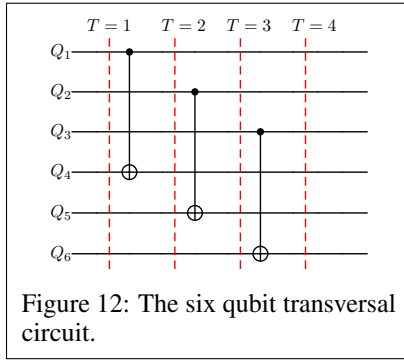 T = 1 T = 2 T = 3 T = 4
Q₁
Q₂
Q₃
Q₄
Q₅
Q₆
Figure 12: The six qubit transversal
circuit.